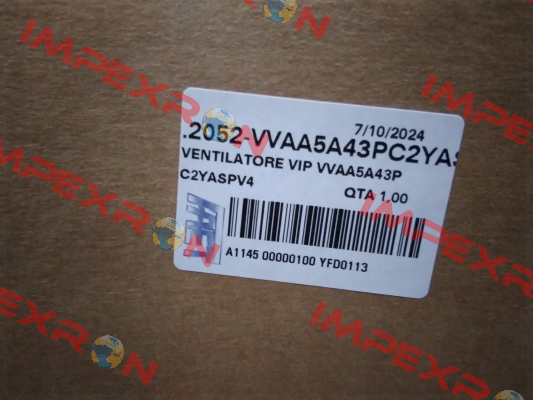 7/10/2024
.2052-VVAA5A43PC2YAS
VENTILATORE VIP VVAA5A43P
C2YASPV4 QTA 1,00
A1145 00000100 YFD0113
IMPEXRON
IMPEXRON
IMPEXRON
IMPEXRON
IMPEXRON